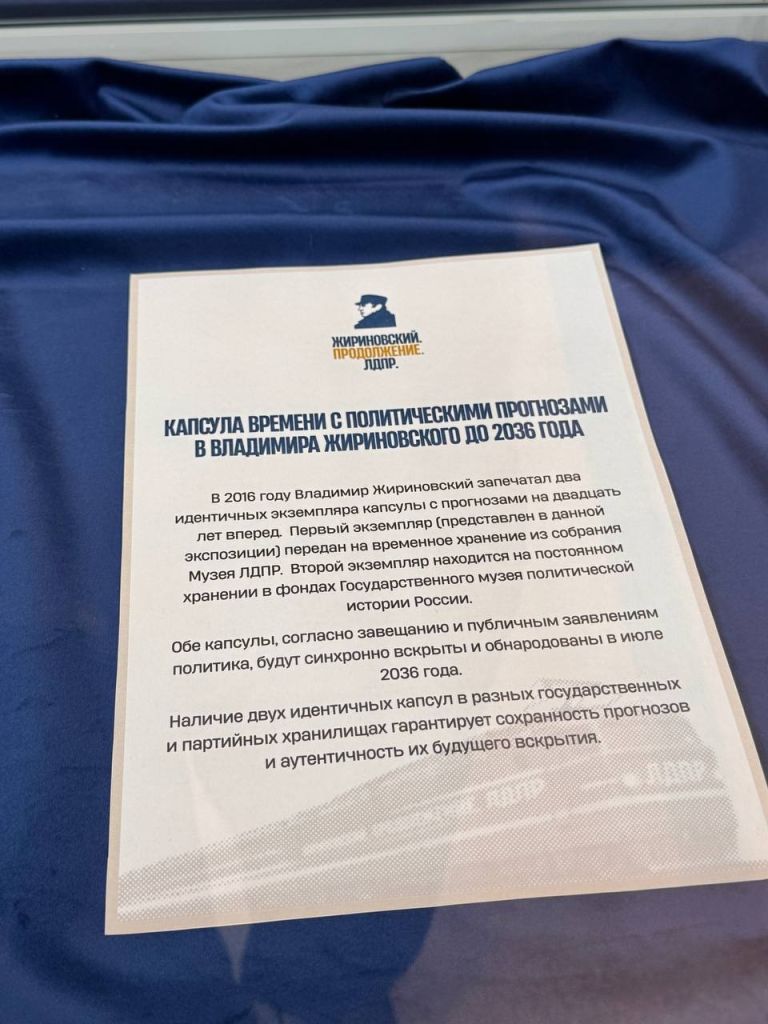 ЖИРИНОВСКИЙ.
ПРОДОЛЖЕНИЕ.
ЛДПР.
КАПСУЛА ВРЕМЕНИ С ПОЛИТИЧЕСКИМИ ПРОГНОЗАМИ
В ВЛАДИМИРА ЖИРИНОВСКОГО ДО 2036 ГОДА
В 2016 году Владимир Жириновский запечатал два
идентичных экземпляра капсулы с прогнозами на двадцать
лет вперед. Первый экземпляр (представлен в данной
экспозиции) передан на временное хранение из собрания
Музея ЛДПР. Второй экземпляр находится на постоянном
хранении в фондах Государственного музея политической
истории России.
Обе капсулы, согласно завещанию и публичным заявлениям
политика, будут синхронно вскрыты и обнародованы в июле
2036 года.
Наличие двух идентичных капсул в разных государственных
и партийных хранилищах гарантирует сохранность прогнозов
и аутентичность их будущего вскрытия.
ЛДПР
ЛДПР